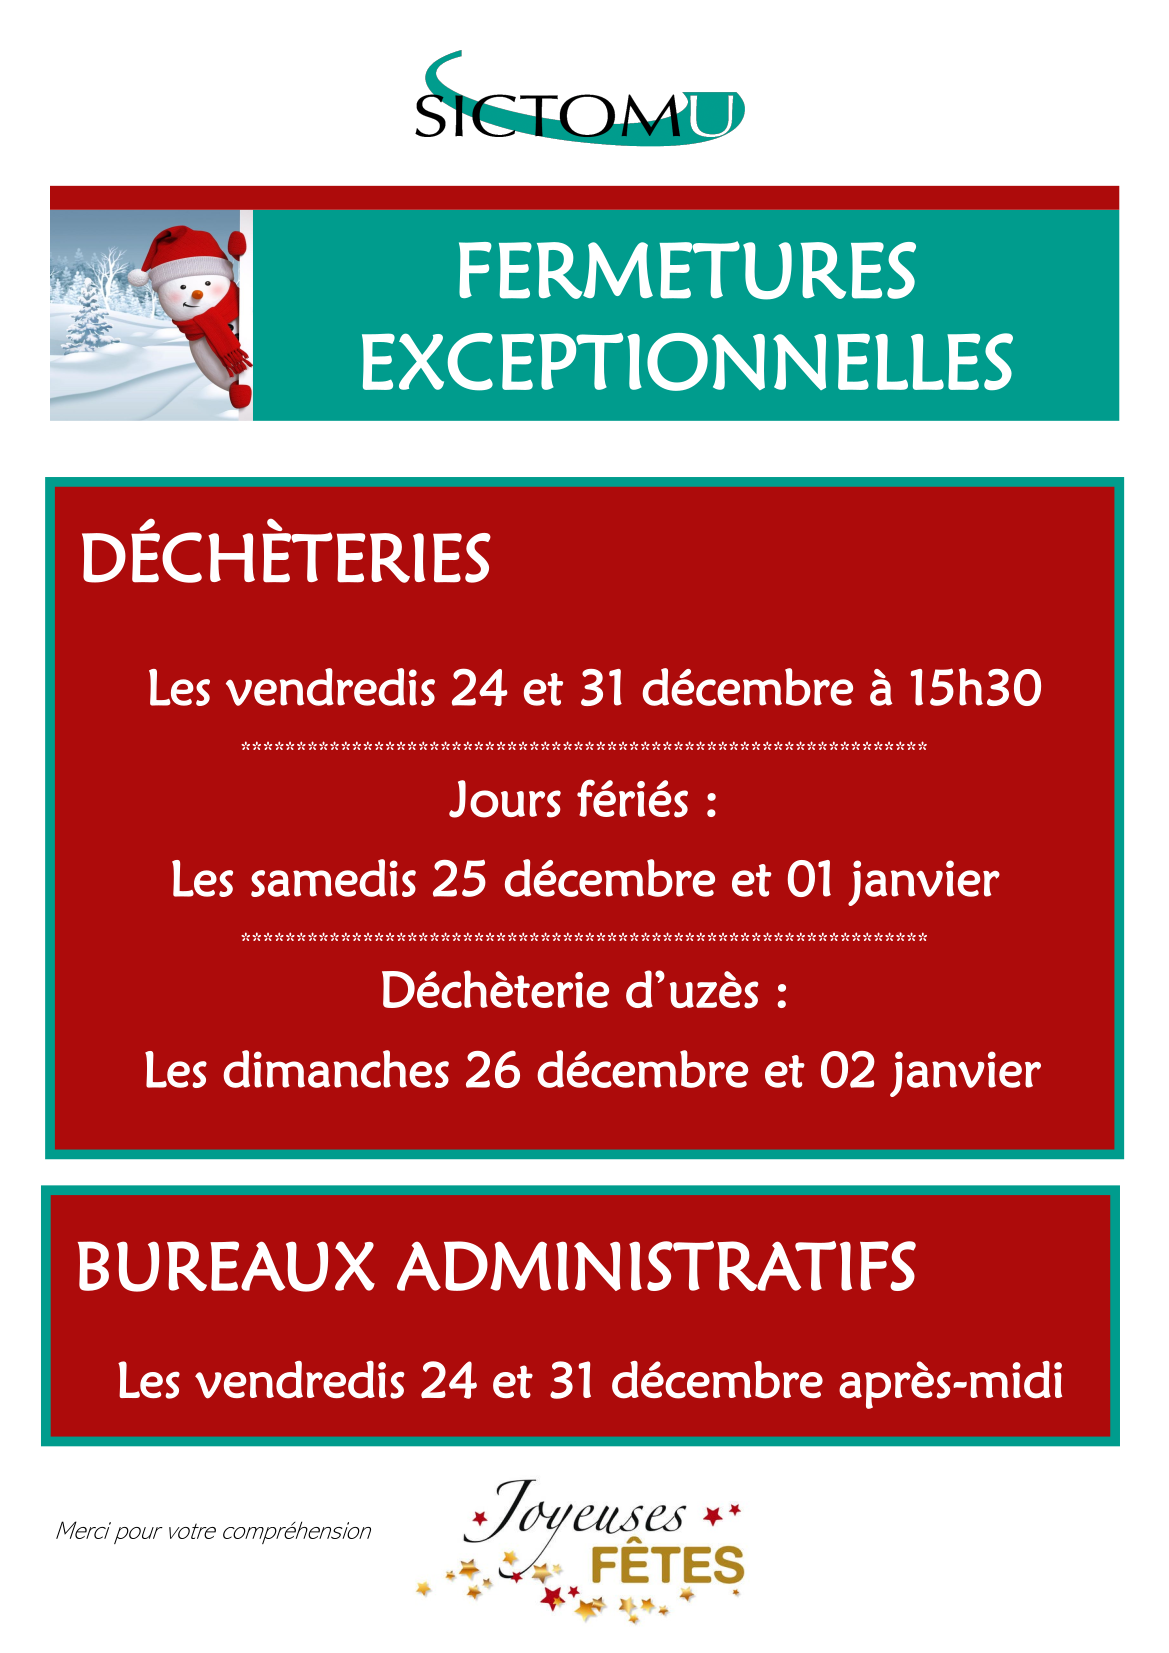 SICTOMU
FERMETURES
EXCEPTIONNELLES
DÉCHÈTERIES
Les vendredis 24 et 31 décembre à 15h30
**************************************************************
Jours fériés :
Les samedis 25 décembre et 01 janvier
**************************************************************
Déchèterie d’uzès :
Les dimanches 26 décembre et 02 janvier
BUREAUX ADMINISTRATIFS
Les vendredis 24 et 31 décembre après-midi
Merci pour votre compréhension
Joyeuses
FÊTES